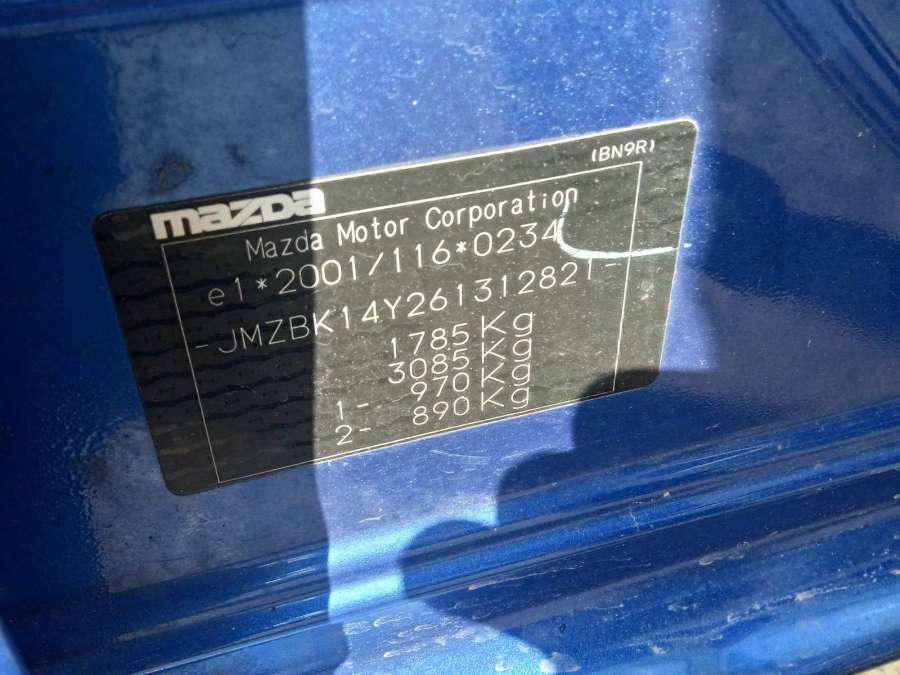 (BN9R)
mazda
Mazda Motor Corporation
e1*2001/116*0234
-JMZBK14Y261312821-
1785 Kg
3085 Kg
1- 970 Kg
2- 890 Kg